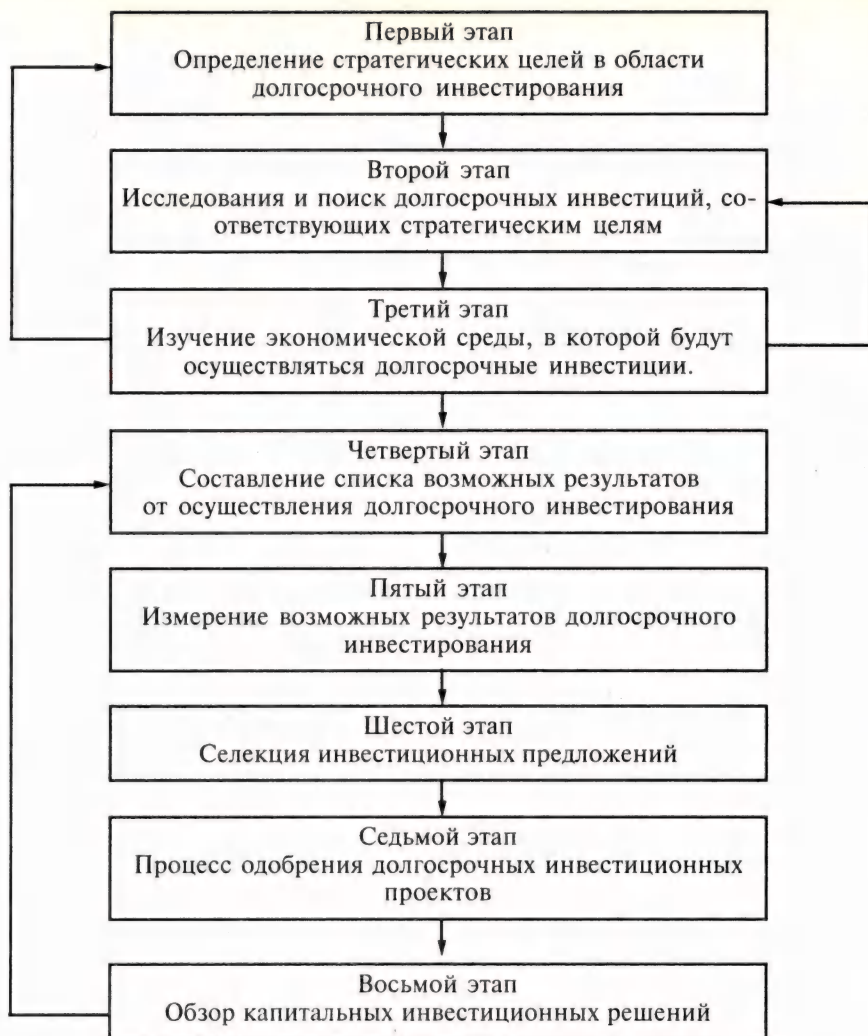 Первый этап
Определение стратегических целей в области
долгосрочного инвестирования
Второй этап
Исследования и поиск долгосрочных инвестиций, со-
ответствующих стратегическим целям
Третий этап
Изучение экономической среды, в которой будут
осуществляться долгосрочные инвестиции.
Четвертый этап
Составление списка возможных результатов
от осуществления долгосрочного инвестирования
Пятый этап
Измерение возможных результатов долгосрочного
инвестирования
Шестой этап
Селекция инвестиционных предложений
Седьмой этап
Процесс одобрения долгосрочных инвестиционных
проектов
Восьмой этап
Обзор капитальных инвестиционных решений